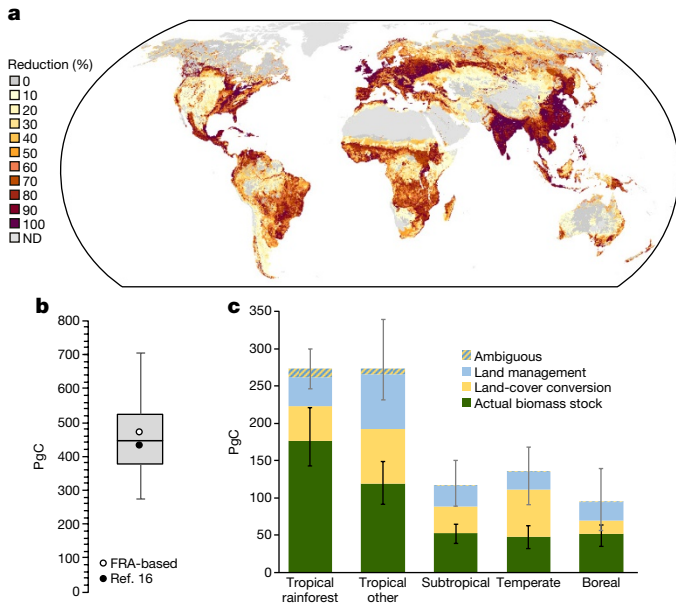 a
Reduction (%)
0
10
20
30
40
50
60
70
80
90
100
ND
b
800
700
600
500
400
300
200
100
0
PgC
FRA-based
Ref. 16
c
350
300
250
200
150
100
50
0
PgC
Ambiguous
Land management
Land-cover conversion
Actual biomass stock
Tropical
rainforest
Tropical
other
Subtropical
Temperate
Boreal